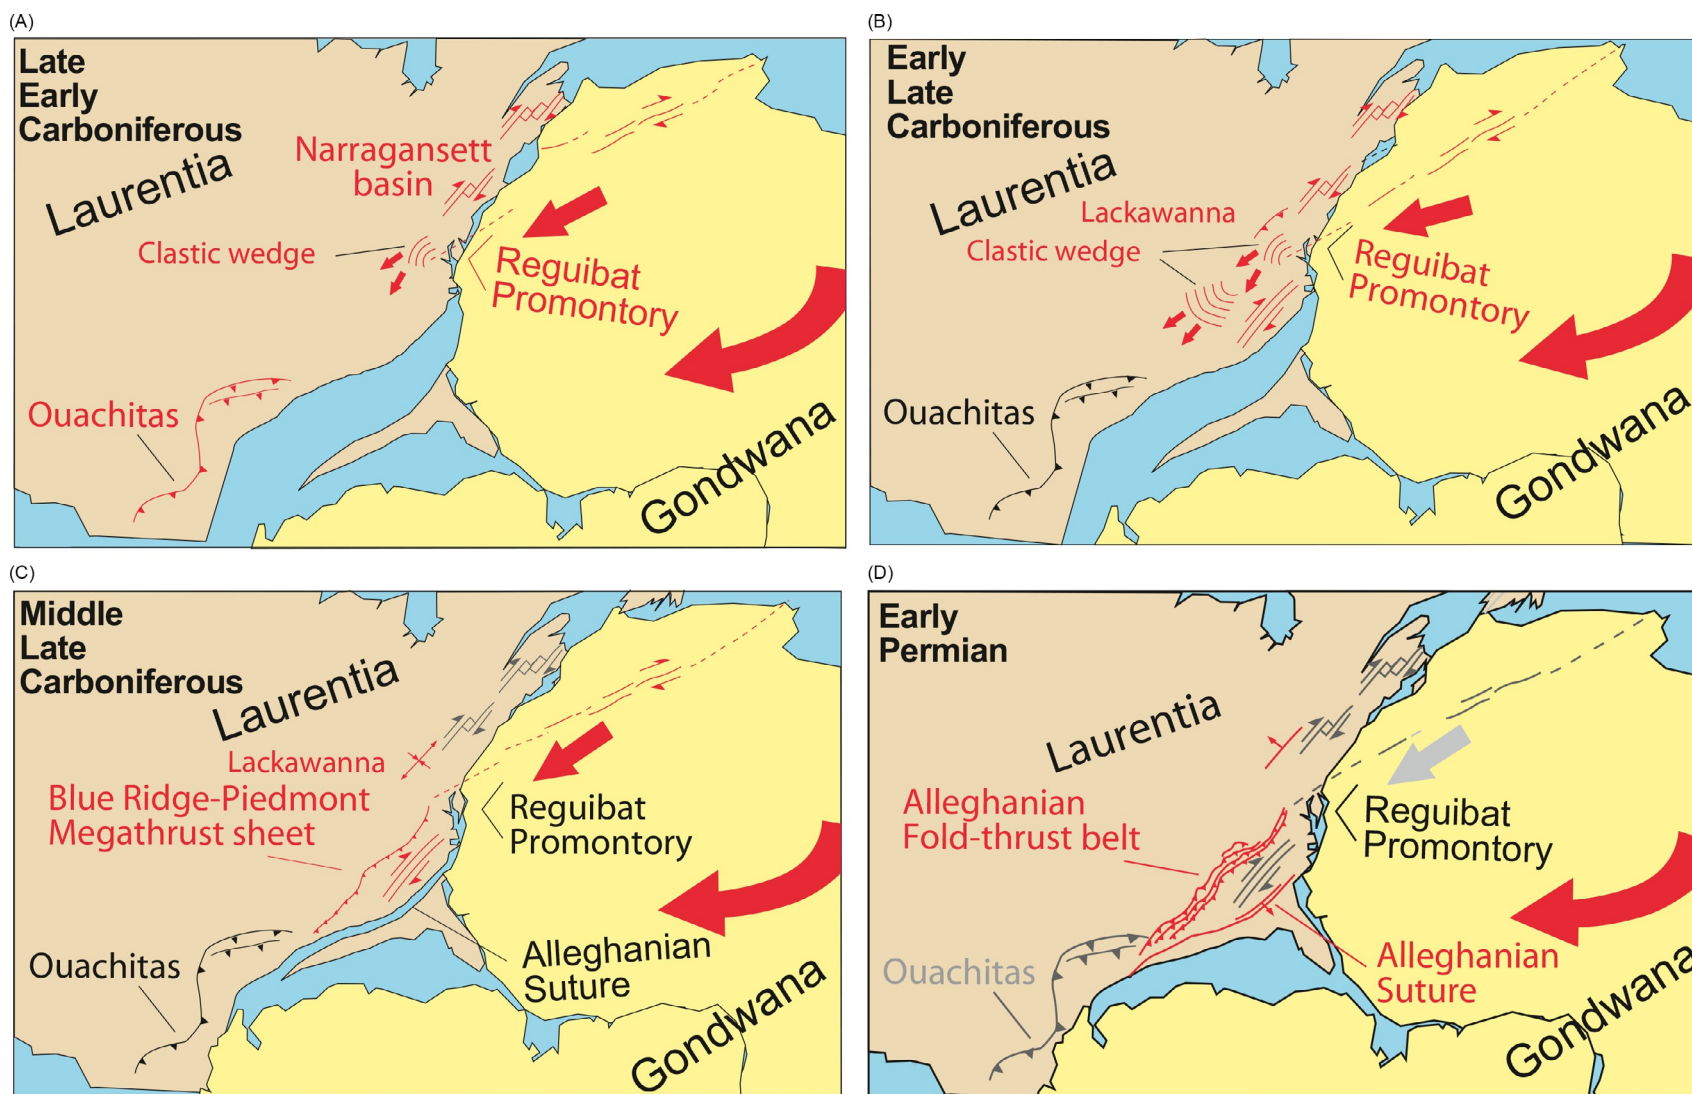 (A)
Late
Early
Carboniferous
Laurentia
Narragansett
basin
Clastic wedge
Reguibat
Promontory
Ouachitas
Gondwana
(B)
Early
Late
Carboniferous
Laurentia
Lackawanna
Clastic wedge
Reguibat
Promontory
Ouachitas
Gondwana
(C)
Middle
Late
Carboniferous
Laurentia
Lackawanna
Blue Ridge-Piedmont
Megathrust sheet
Reguibat
Promontory
Ouachitas
Alleghanian
Suture
Gondwana
(D)
Early
Permian
Laurentia
Alleghanian
Fold-thrust belt
Reguibat
Promontory
Ouachitas
Alleghanian
Suture
Gondwana